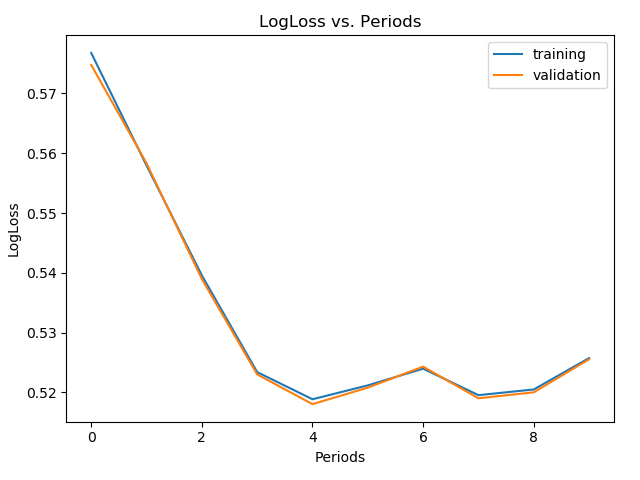 LogLoss vs. Periods
training
validation
LogLoss
0.57
0.56
0.55
0.54
0.53
0.52
0 2 4 6 8
Periods